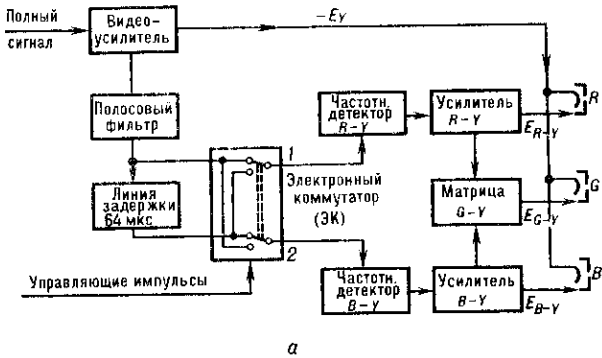 Полный
сигнал
Видео-
усилитель
–E_Y
Полосовый
фильтр
Линия
задержки
64 мкс
1
Электронный
коммутатор
(ЭК)
2
Управляющие импульсы
Частотн.
детектор
R–Y
Усилитель
R–Y
E_R–Y
R
Матрица
G–Y
E_G–Y
G
Частотн.
детектор
B–Y
Усилитель
B–Y
E_B–Y
B
а